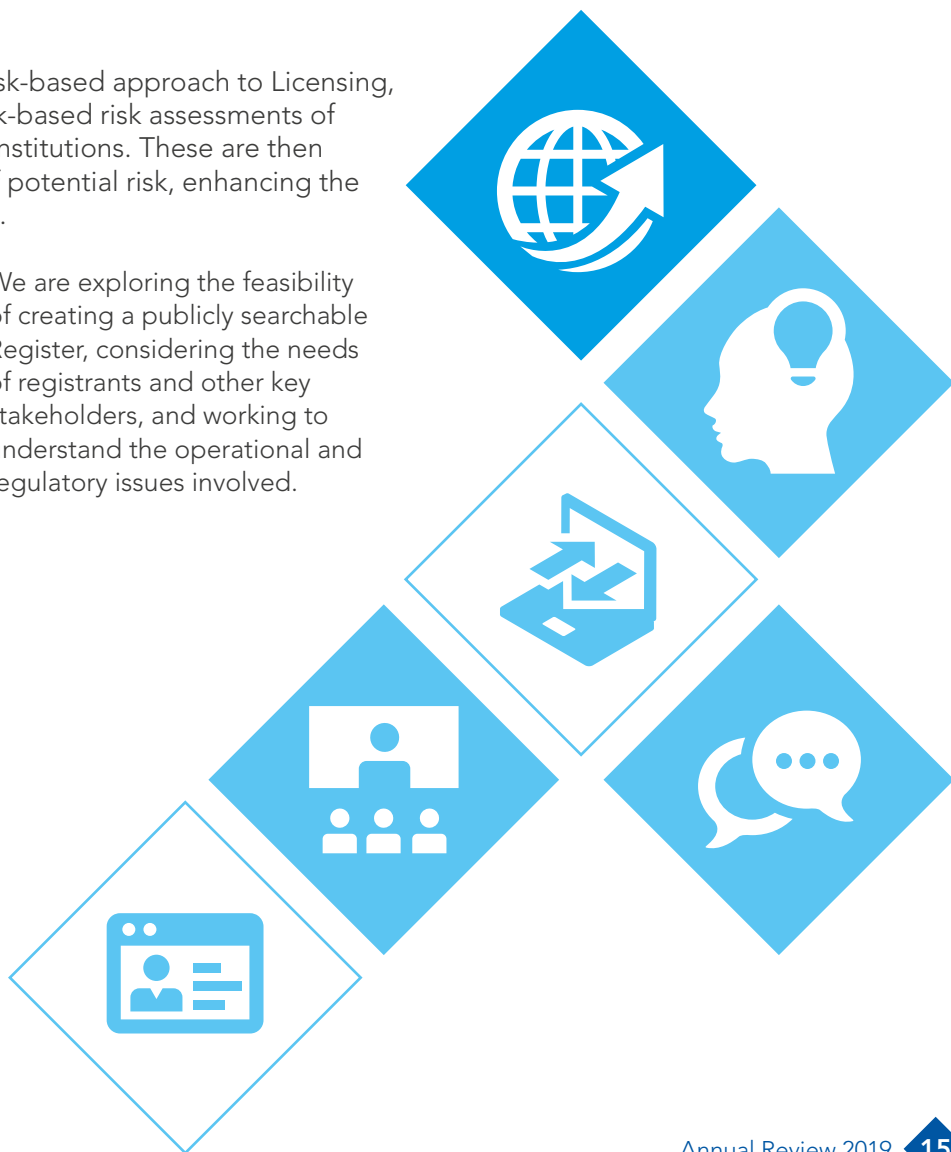 sk-based approach to Licensing,
k-based risk assessments of
nstitutions. These are then
f potential risk, enhancing the
.
We are exploring the feasibility
of creating a publicly searchable
Register, considering the needs
of registrants and other key
takeholders, and working to
nderstand the operational and
egulatory issues involved.
Annual Review 2019 15